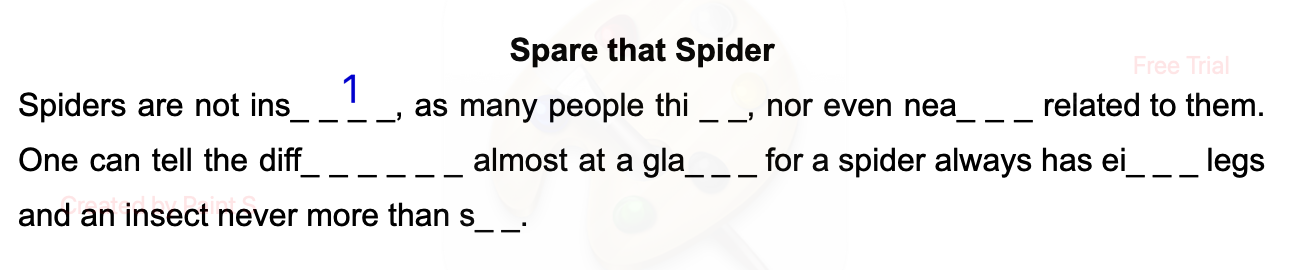 Spare that Spider
Free Trial
1
Spiders are not ins_ _ _ _, as many people thi _ _, nor even nea_ _ _ related to them.
One can tell the diff_ _ _ _ _ _ almost at a gla_ _ _ for a spider always has ei_ _ _ legs
Created by Paint S
and an insect never more than s_ _.